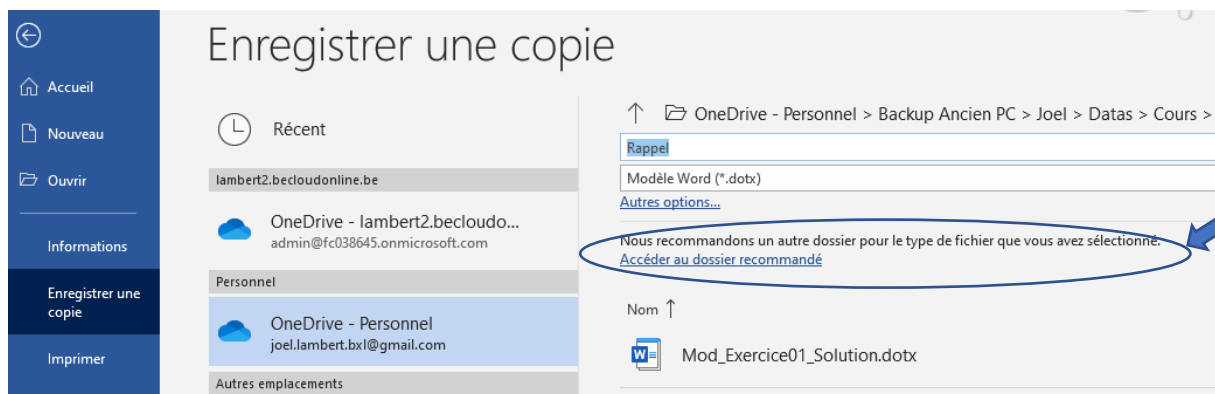 Enregistrer une copie
Accueil
Nouveau
Ouvrir
Informations
Enregistrer une
copie
Imprimer
Récent
lambert2.becloudonline.be
OneDrive - lambert2.becloudo...
admin@fc038645.onmicrosoft.com
Personnel
OneDrive - Personnel
joel.lambert.bxl@gmail.com
Autres emplacements
OneDrive - Personnel > Backup Ancien PC > Joel > Datas > Cours >
Rappel
Modèle Word (*.dotx)
Autres options...
Nous recommandons un autre dossier pour le type de fichier que vous avez sélectionné.
Accéder au dossier recommandé
Nom ↑
Mod_Exercice01_Solution.dotx